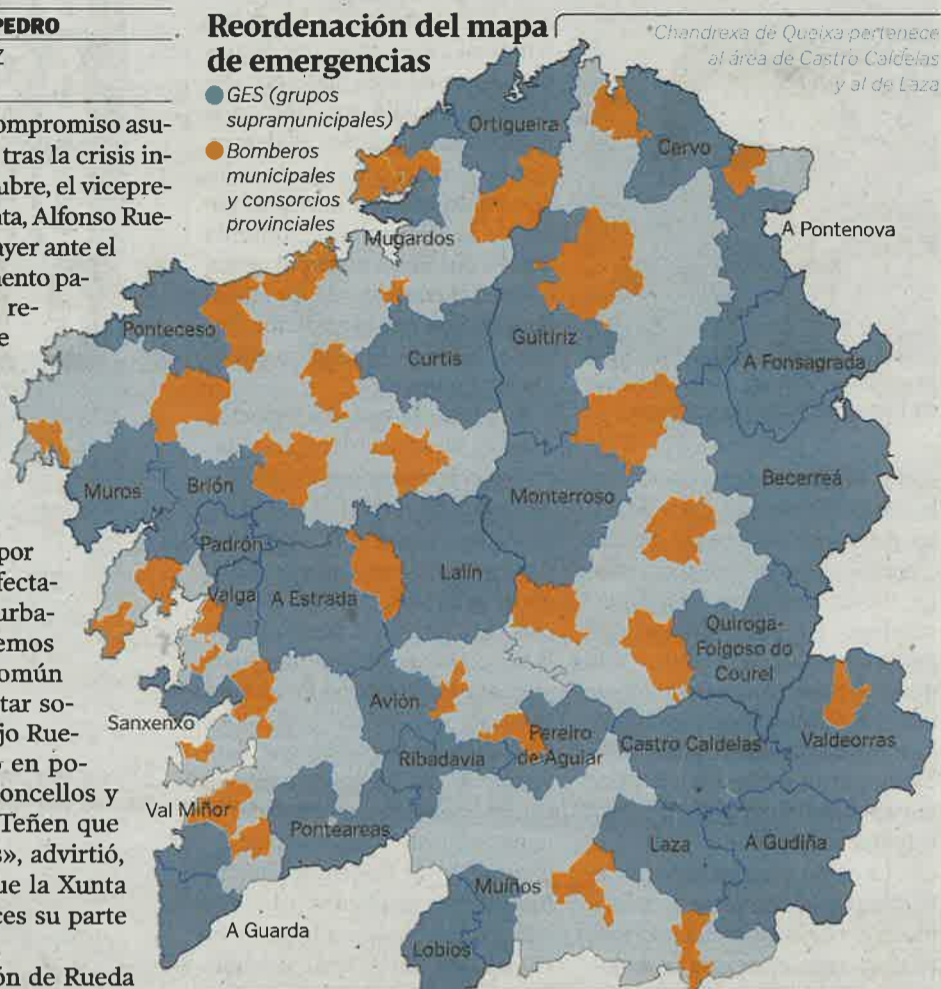 PEDRO
Z
ompromiso asu-
tras la crisis in-
ubre, el vicepre-
nta, Alfonso Rue-
ayer ante el
mento pa-
re-
e
por
fecta-
urba-
emos
omún
tar so-
jo Rue-
en po-
oncellos y
Teñen que
s», advirtió,
ue la Xunta
ces su parte
ón de Rueda
Reordenación del mapa
de emergencias
GES (grupos
supramunicipales)
Bomberos
municipales
y consorcios
provinciales
*Chandrexa de Queixa pertenece
al área de Castro Caldelas
y al de Laza
Ortigueira
Cervo
A Pontenova
Mugardos
Ponteceso
Curtis
Guitiriz
A Fonsagrada
Muros
Brión
Monterroso
Becerreá
Padrón
Valga
A Estrada
Lalín
Quiroga-
Folgoso do
Courel
Sanxenxo
Avión
Ribadavia
Pereiro
de Aguiar
Castro Caldelas
Valdeorras
Val Miñor
Ponteareas
Laza
A Gudiña
Muíños
A Guarda
Lobios